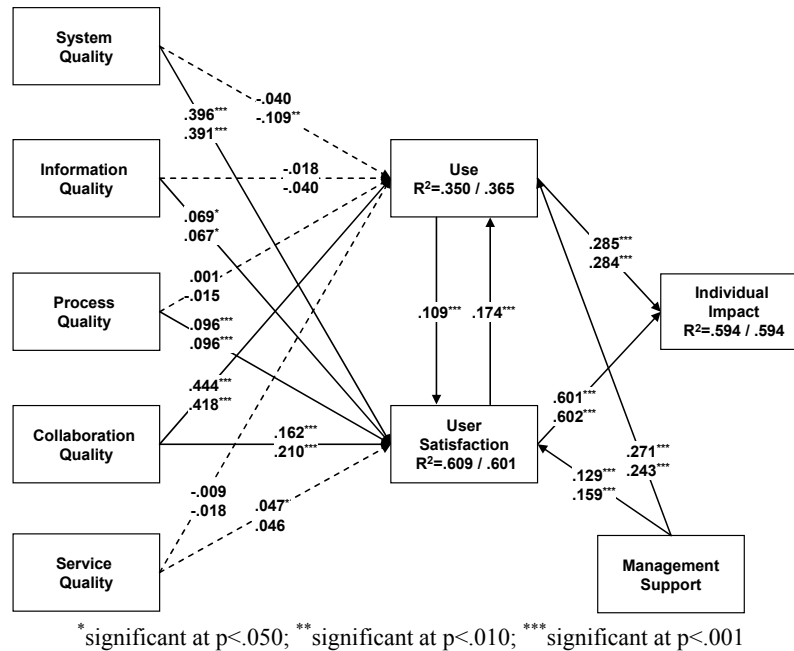 System
Quality
Information
Quality
Process
Quality
Collaboration
Quality
Service
Quality
.396***
.391***
-.040
-.109**
-.018
-.040
.069*
.067*
.001
-.015
.096***
.096***
.444***
.418***
.162***
.210***
-.009
-.018
.047*
.046
Use
R²=.350 / .365
.109***
.174***
User
Satisfaction
R²=.609 / .601
.285***
.284***
.601***
.602***
Individual
Impact
R²=.594 / .594
.271***
.243***
.129***
.159***
Management
Support
*significant at p<.050; **significant at p<.010; ***significant at p<.001